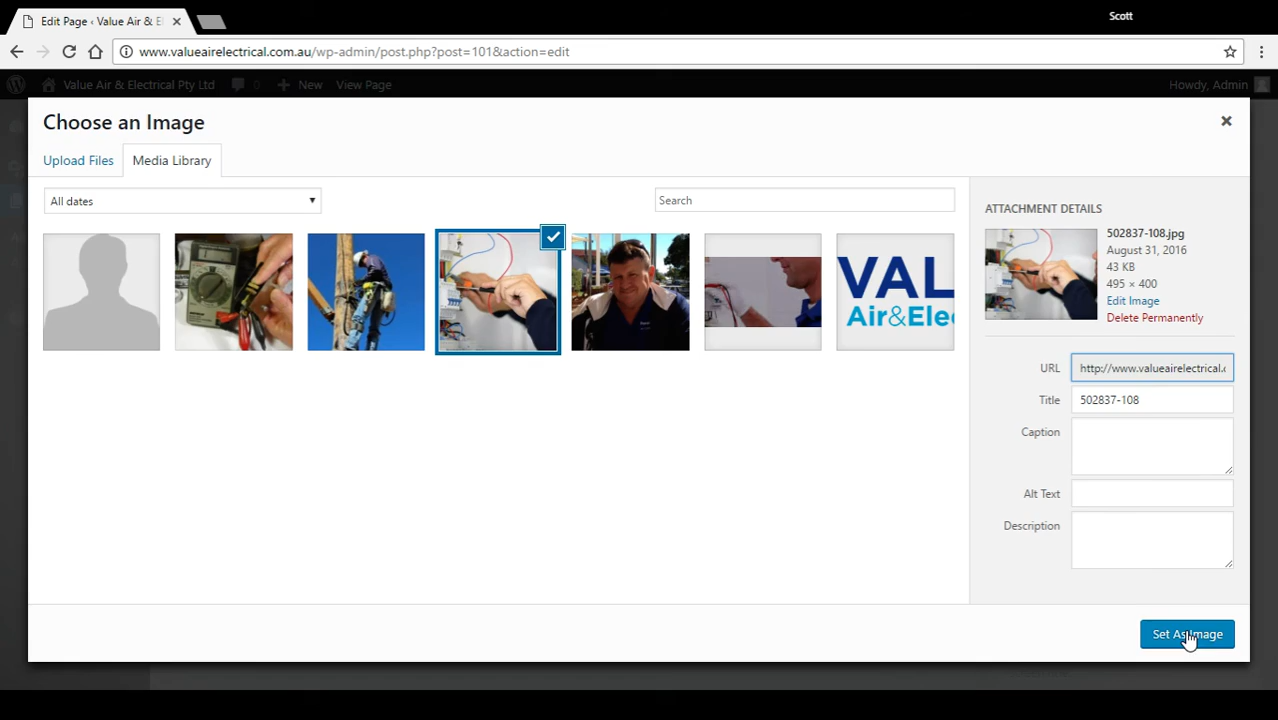 Scott
Edit Page ‹ Value Air & E
www.valueairelectrical.com.au/wp-admin/post.php?post=101&action=edit
Value Air & Electrical Pty Ltd 0 New View Page Howdy, Admin
Choose an Image
Upload Files Media Library
All dates
Search
ATTACHMENT DETAILS
502837-108.jpg
August 31, 2016
43 KB
495 × 400
Edit Image
Delete Permanently
VAL
Air&Elec
URL http://www.valueairelectrical.c
Title 502837-108
Caption
Alt Text
Description
Set As Image